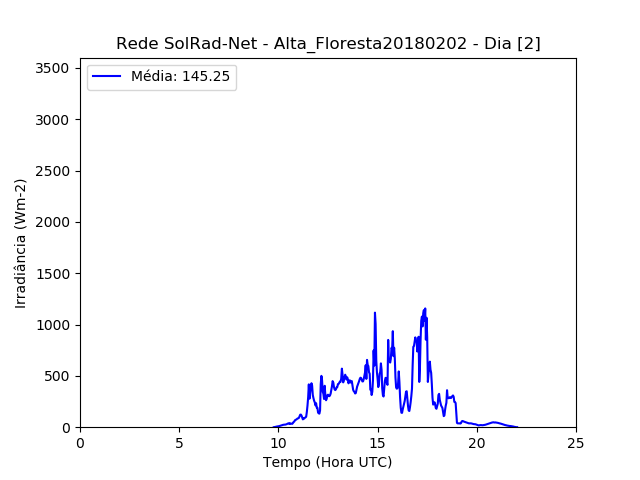 Rede SolRad-Net - Alta_Floresta20180202 - Dia [2]
Média: 145.25
3500
3000
2500
2000
1500
1000
500
0
Irradiância (Wm-2)
0 5 10 15 20 25
Tempo (Hora UTC)